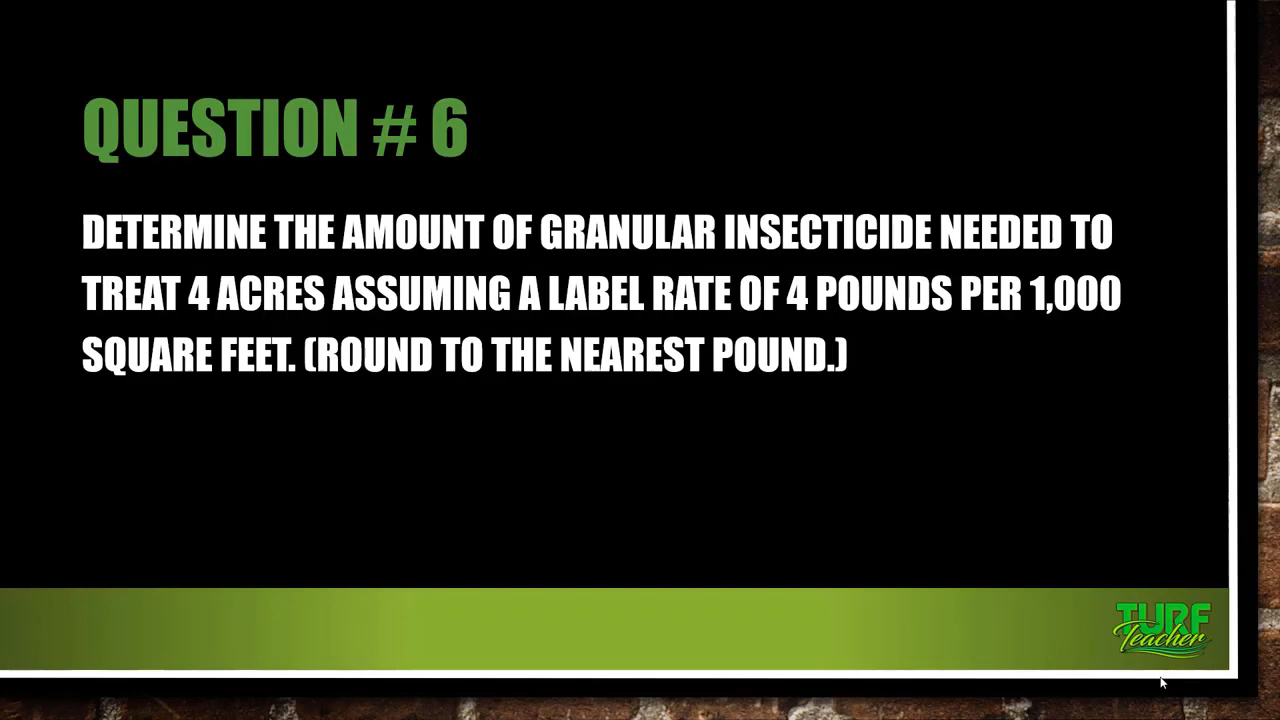 QUESTION # 6
DETERMINE THE AMOUNT OF GRANULAR INSECTICIDE NEEDED TO
TREAT 4 ACRES ASSUMING A LABEL RATE OF 4 POUNDS PER 1,000
SQUARE FEET. (ROUND TO THE NEAREST POUND.)
TURF
Teacher